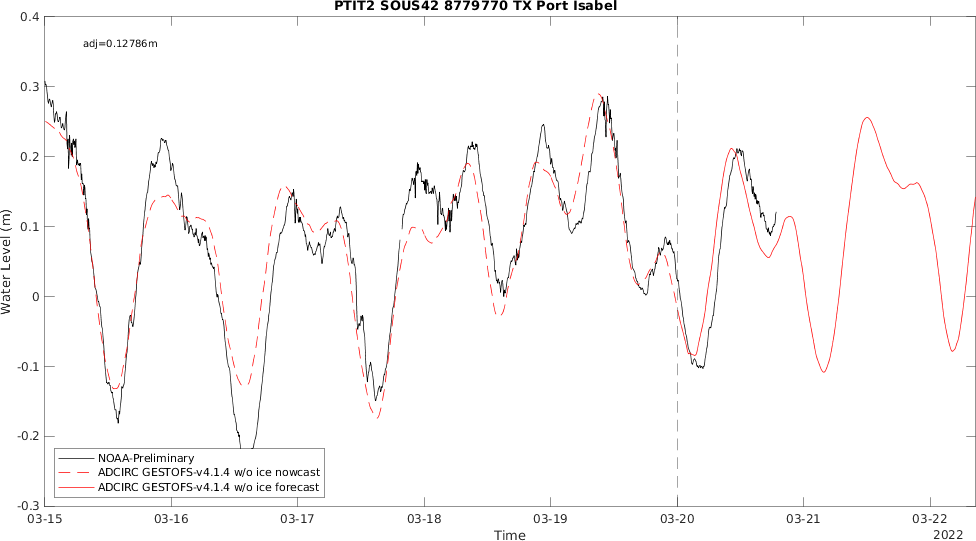 PTIT2 SOUS42 8779770 TX Port Isabel
0.4
adj=0.12786m
0.3
0.2
0.1
0
-0.1
-0.2
-0.3
Water Level (m)
NOAA-Preliminary
ADCIRC GESTOFS-v4.1.4 w/o ice nowcast
ADCIRC GESTOFS-v4.1.4 w/o ice forecast
03-15 03-16 03-17 03-18 03-19 03-20 03-21 03-22
Time
2022